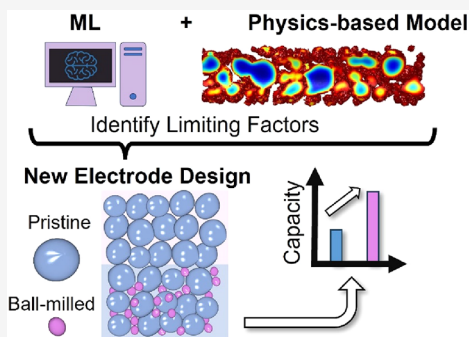 ML + Physics-based Model
Identify Limiting Factors
New Electrode Design
Pristine
Ball-milled
Capacity